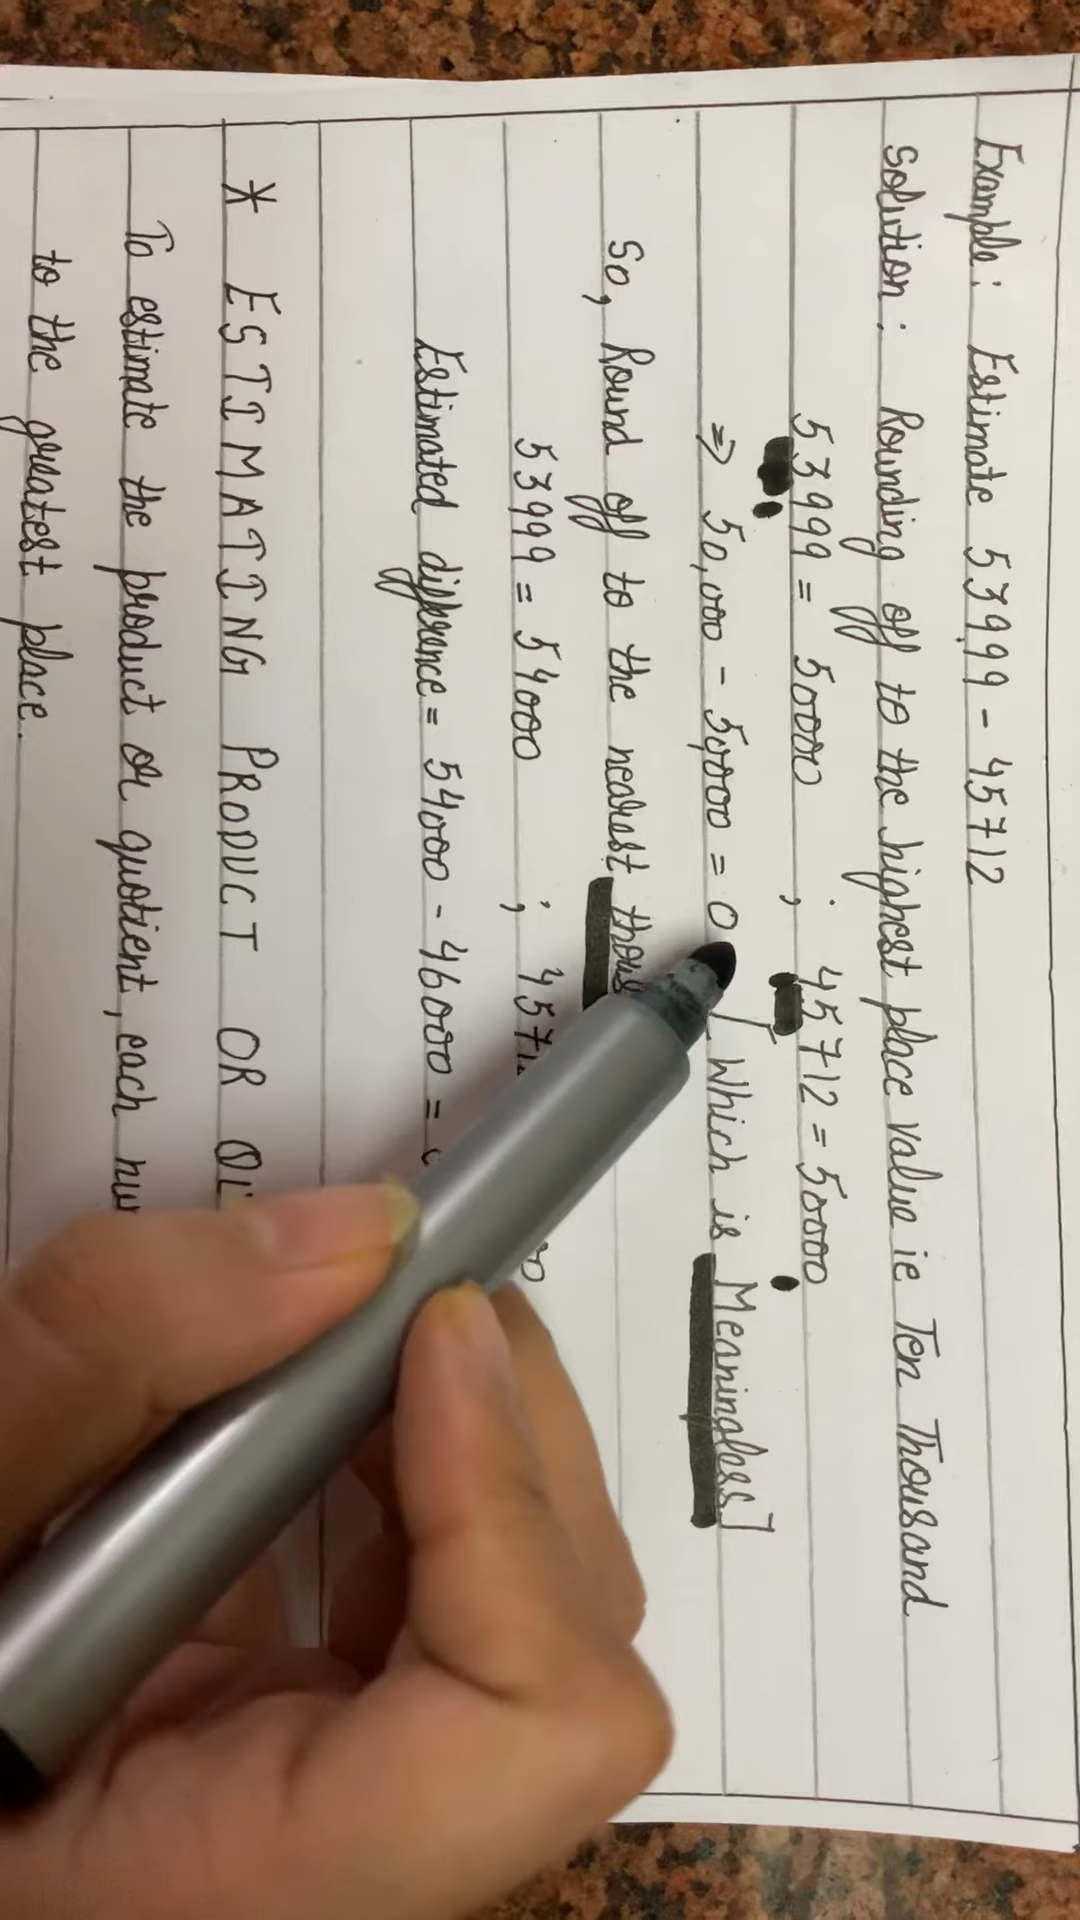 Example: Estimate 53999 - 45712
Solution: Rounding off to the highest place value ie Ten Thousand
53999 = 50000 ; 45712 = 50000
⇒ 50,000 - 50,000 = 0 [ Which is Meaningless]
So, Round off to the nearest
53999 = 54000 ;
Estimated difference = 54000 - 46000 =
* ESTIMATING PRODUCT OR
To estimate the product or quotient, each
to the greatest place.